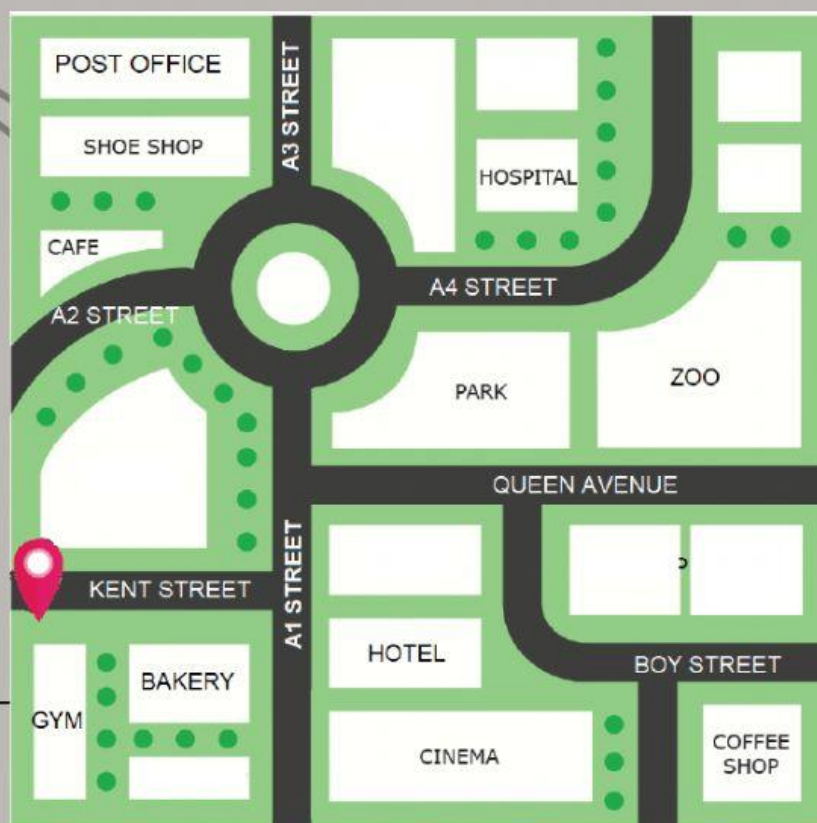 POST OFFICE
A3 STREET
SHOE SHOP
HOSPITAL
CAFE
A4 STREET
A2 STREET
ZOO
PARK
QUEEN AVENUE
KENT STREET
A1 STREET
HOTEL
BOY STREET
BAKERY
GYM
CINEMA
COFFEE
SHOP